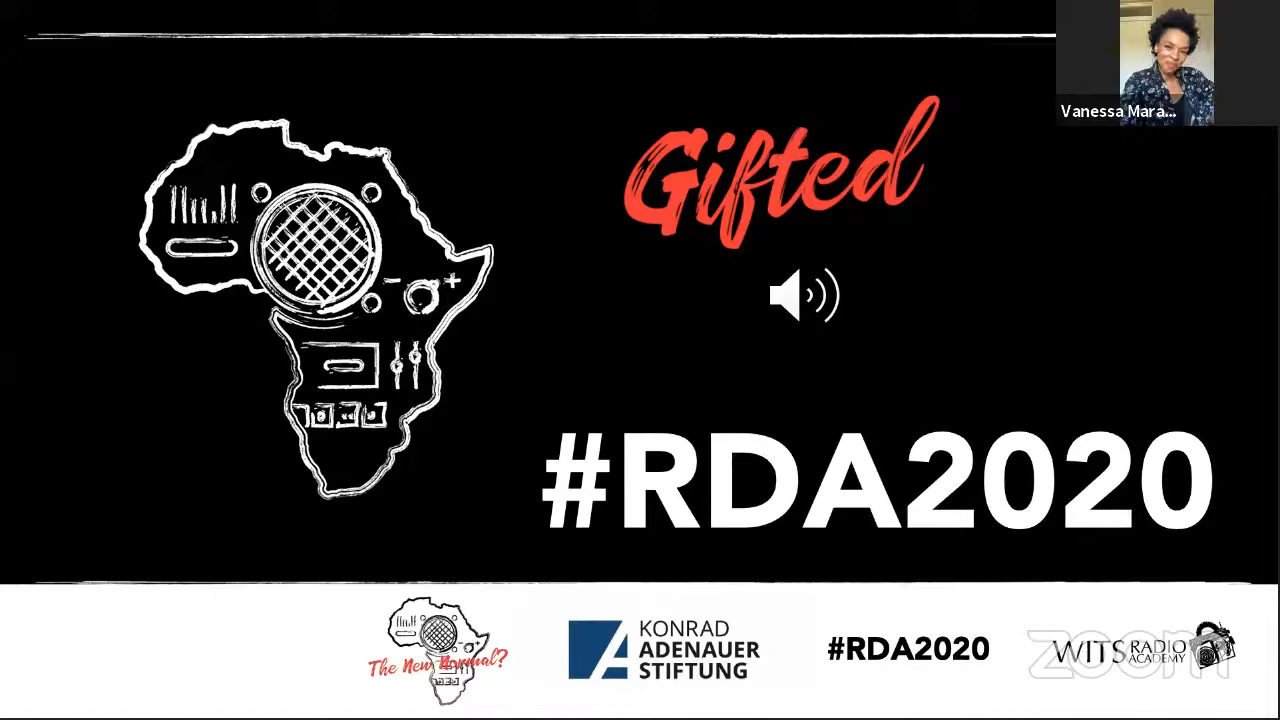 Vanessa Mara...
Gifted
#RDA2020
The New Normal?
KONRAD
ADENAUER
STIFTUNG
#RDA2020
WITS RADIO
ACADEMY
zoom